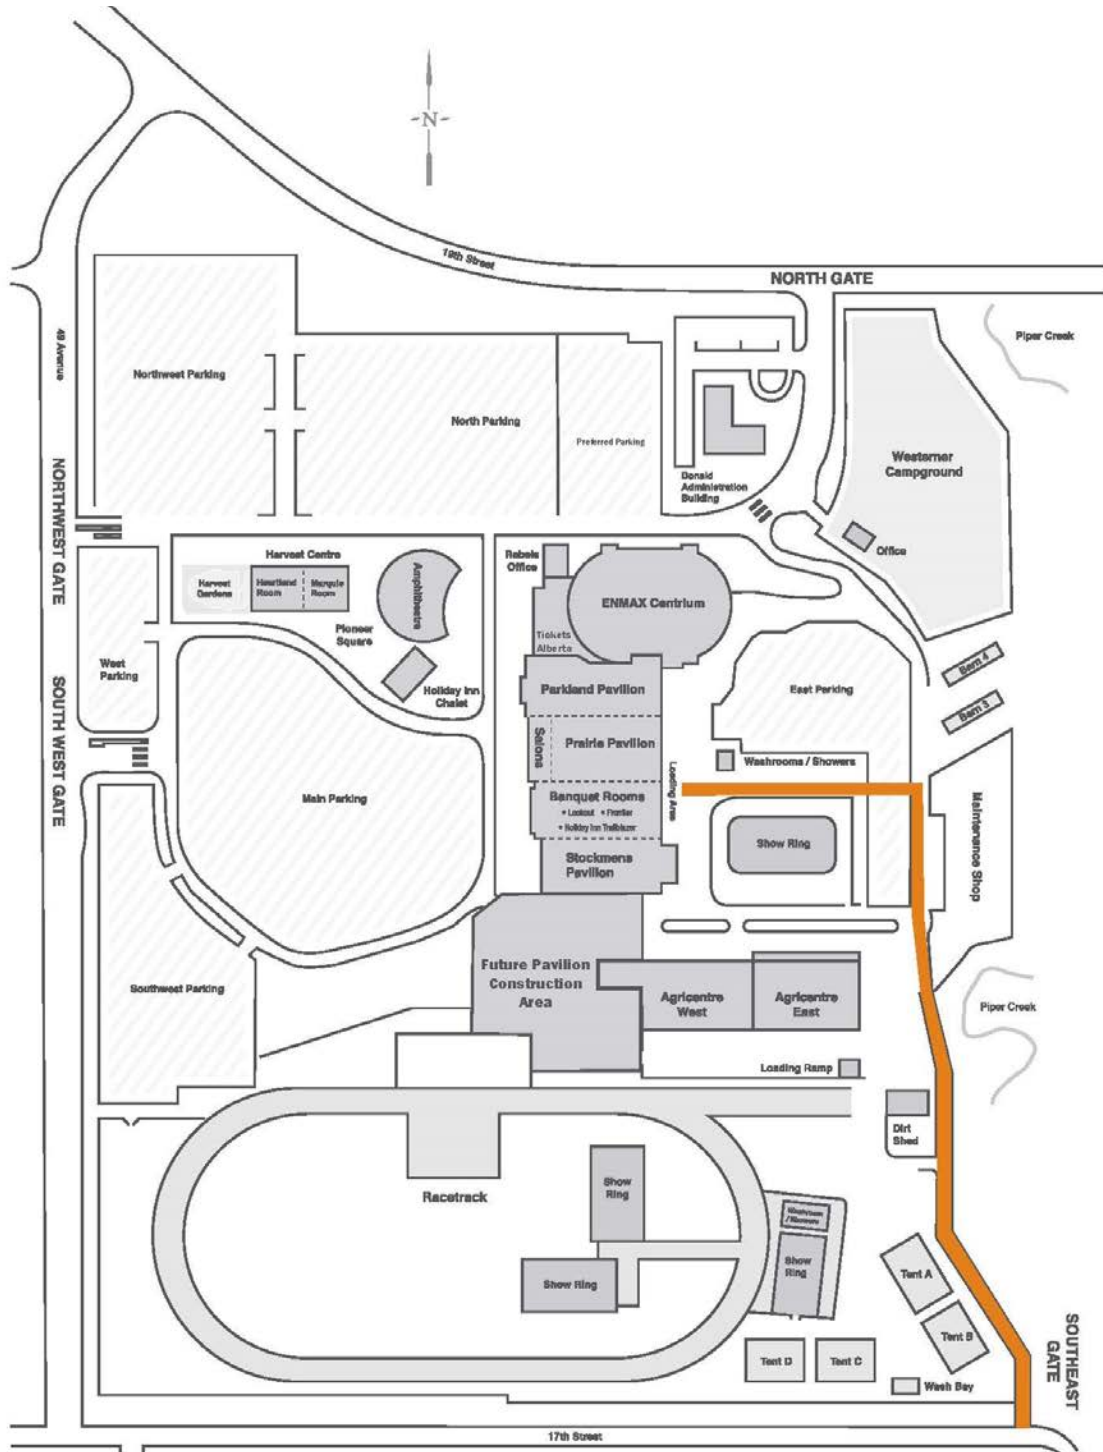 N
19th Street
NORTH GATE
Piper Creek
49 Avenue
Northwest Parking
North Parking
Preferred Parking
Westerner
Campground
Donald
Administration
Building
NORTHWEST GATE
Office
Harvest Centre
Rebels
Office
Harvest
Gardens
Heartland
Room
Marquis
Room
Amphitheatre
ENMAX Centrium
Pioneer
Square
Tickets
Alberta
West
Parking
Barn 4
Holiday Inn
Chalet
Parkland Pavilion
East Parking
Barn 3
SOUTH WEST GATE
Salons
Prairie Pavilion
Washrooms / Showers
Loading Area
Main Parking
Banquet Rooms
• Lookout • Frontier
• Holiday Inn Trailblazer
Maintenance Shop
Show Ring
Stockmens
Pavilion
Future Pavilion
Construction
Area
Southwest Parking
Agricentre
West
Agricentre
East
Piper Creek
Loading Ramp
Dirt
Shed
Racetrack
Show
Ring
Show
Ring
Show Ring
Tent A
Tent B
SOUTHEAST
GATE
Tent D
Tent C
Wash Bay
17th Street